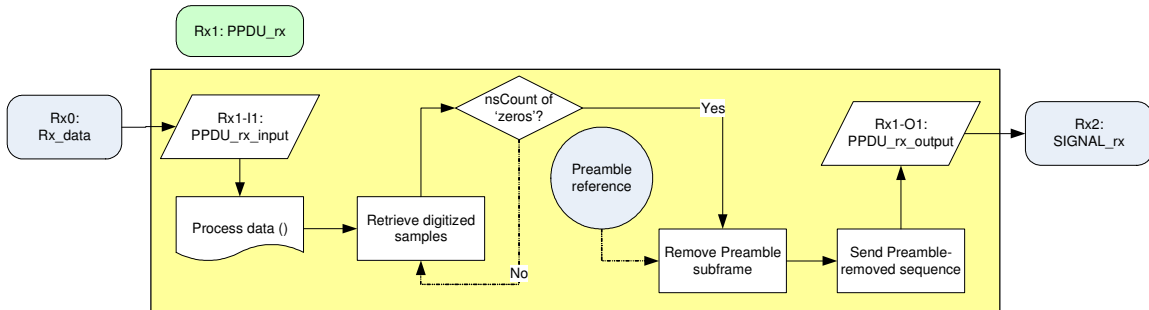 Rx1: PPDU_rx
Rx0:
Rx_data
Rx1-I1:
PPDU_rx_input
nsCount of
‘zeros’?
Yes
Rx1-O1:
PPDU_rx_output
Rx2:
SIGNAL_rx
Preamble
reference
Process data ()
Retrieve digitized
samples
No
Remove Preamble
subframe
Send Preamble-
removed sequence